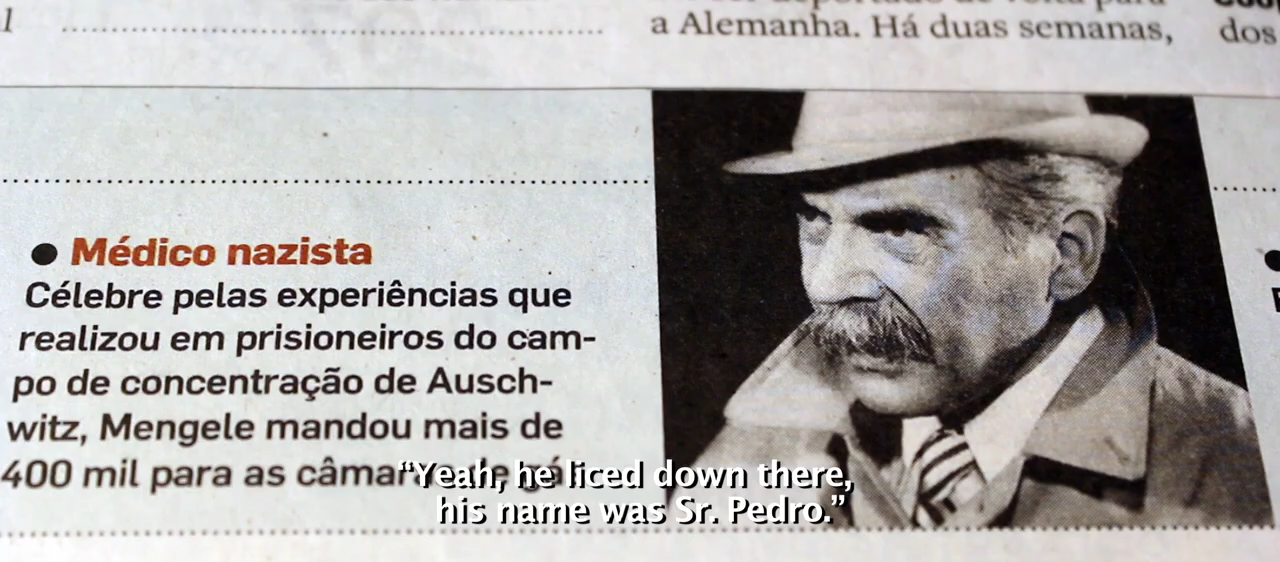 l
a Alemanha. Há duas semanas,
dos
● Médico nazista
Célebre pelas experiências que
realizou em prisioneiros do cam-
po de concentração de Ausch-
witz, Mengele mandou mais de
400 mil para as
“Yeah, he liced down there,
his name was Sr. Pedro.”